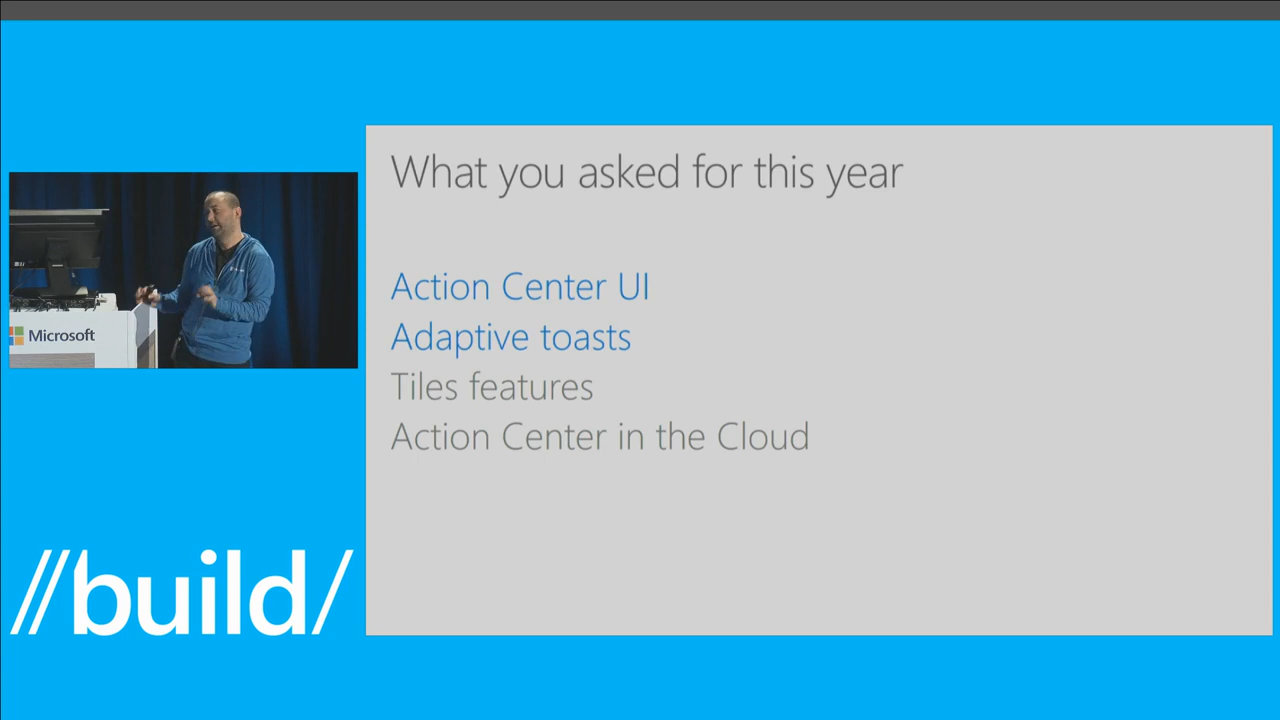 What you asked for this year
Action Center UI
Adaptive toasts
Tiles features
Action Center in the Cloud
Microsoft
//build/